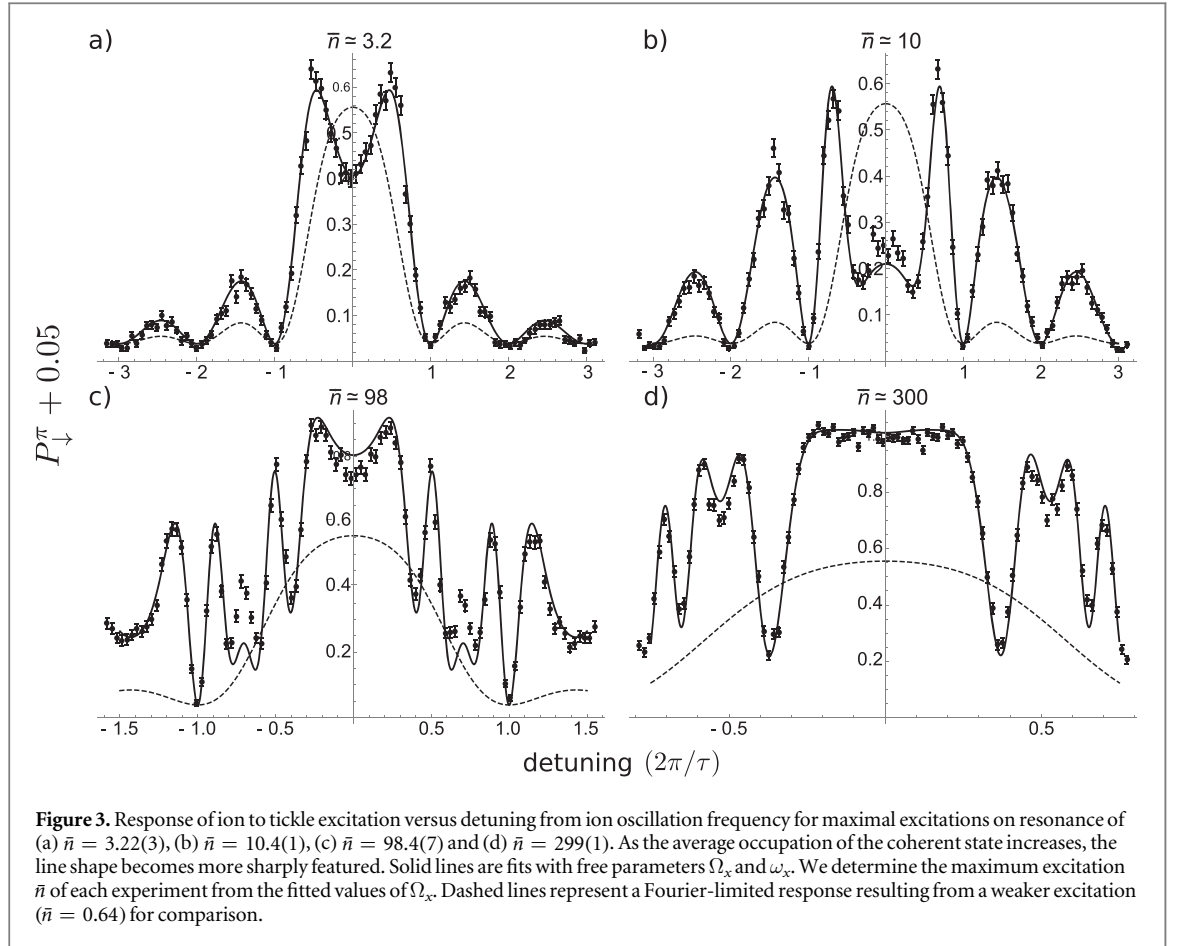 a)
n̄ ≃ 3.2
b)
n̄ ≃ 10
0.6
0.5
0.4
0.3
0.2
0.1
- 3
- 2
- 1
1
2
3
0.6
0.5
0.4
0.3
0.2
0.1
- 3
- 2
- 1
1
2
3
P↓^π + 0.05
c)
n̄ ≃ 98
d)
n̄ ≃ 300
0.8
0.6
0.4
0.2
- 1.5
- 1.0
- 0.5
0.5
1.0
1.5
0.8
0.6
0.4
0.2
- 0.5
0.5
detuning (2π/τ)
Figure 3. Response of ion to tickle excitation versus detuning from ion oscillation frequency for maximal excitations on resonance of
(a) n̄ = 3.22(3), (b) n̄ = 10.4(1), (c) n̄ = 98.4(7) and (d) n̄ = 299(1). As the average occupation of the coherent state increases, the
line shape becomes more sharply featured. Solid lines are fits with free parameters Ωₓ and ωₓ. We determine the maximum excitation
n̄ of each experiment from the fitted values of Ωₓ. Dashed lines represent a Fourier-limited response resulting from a weaker excitation
(n̄ = 0.64) for comparison.